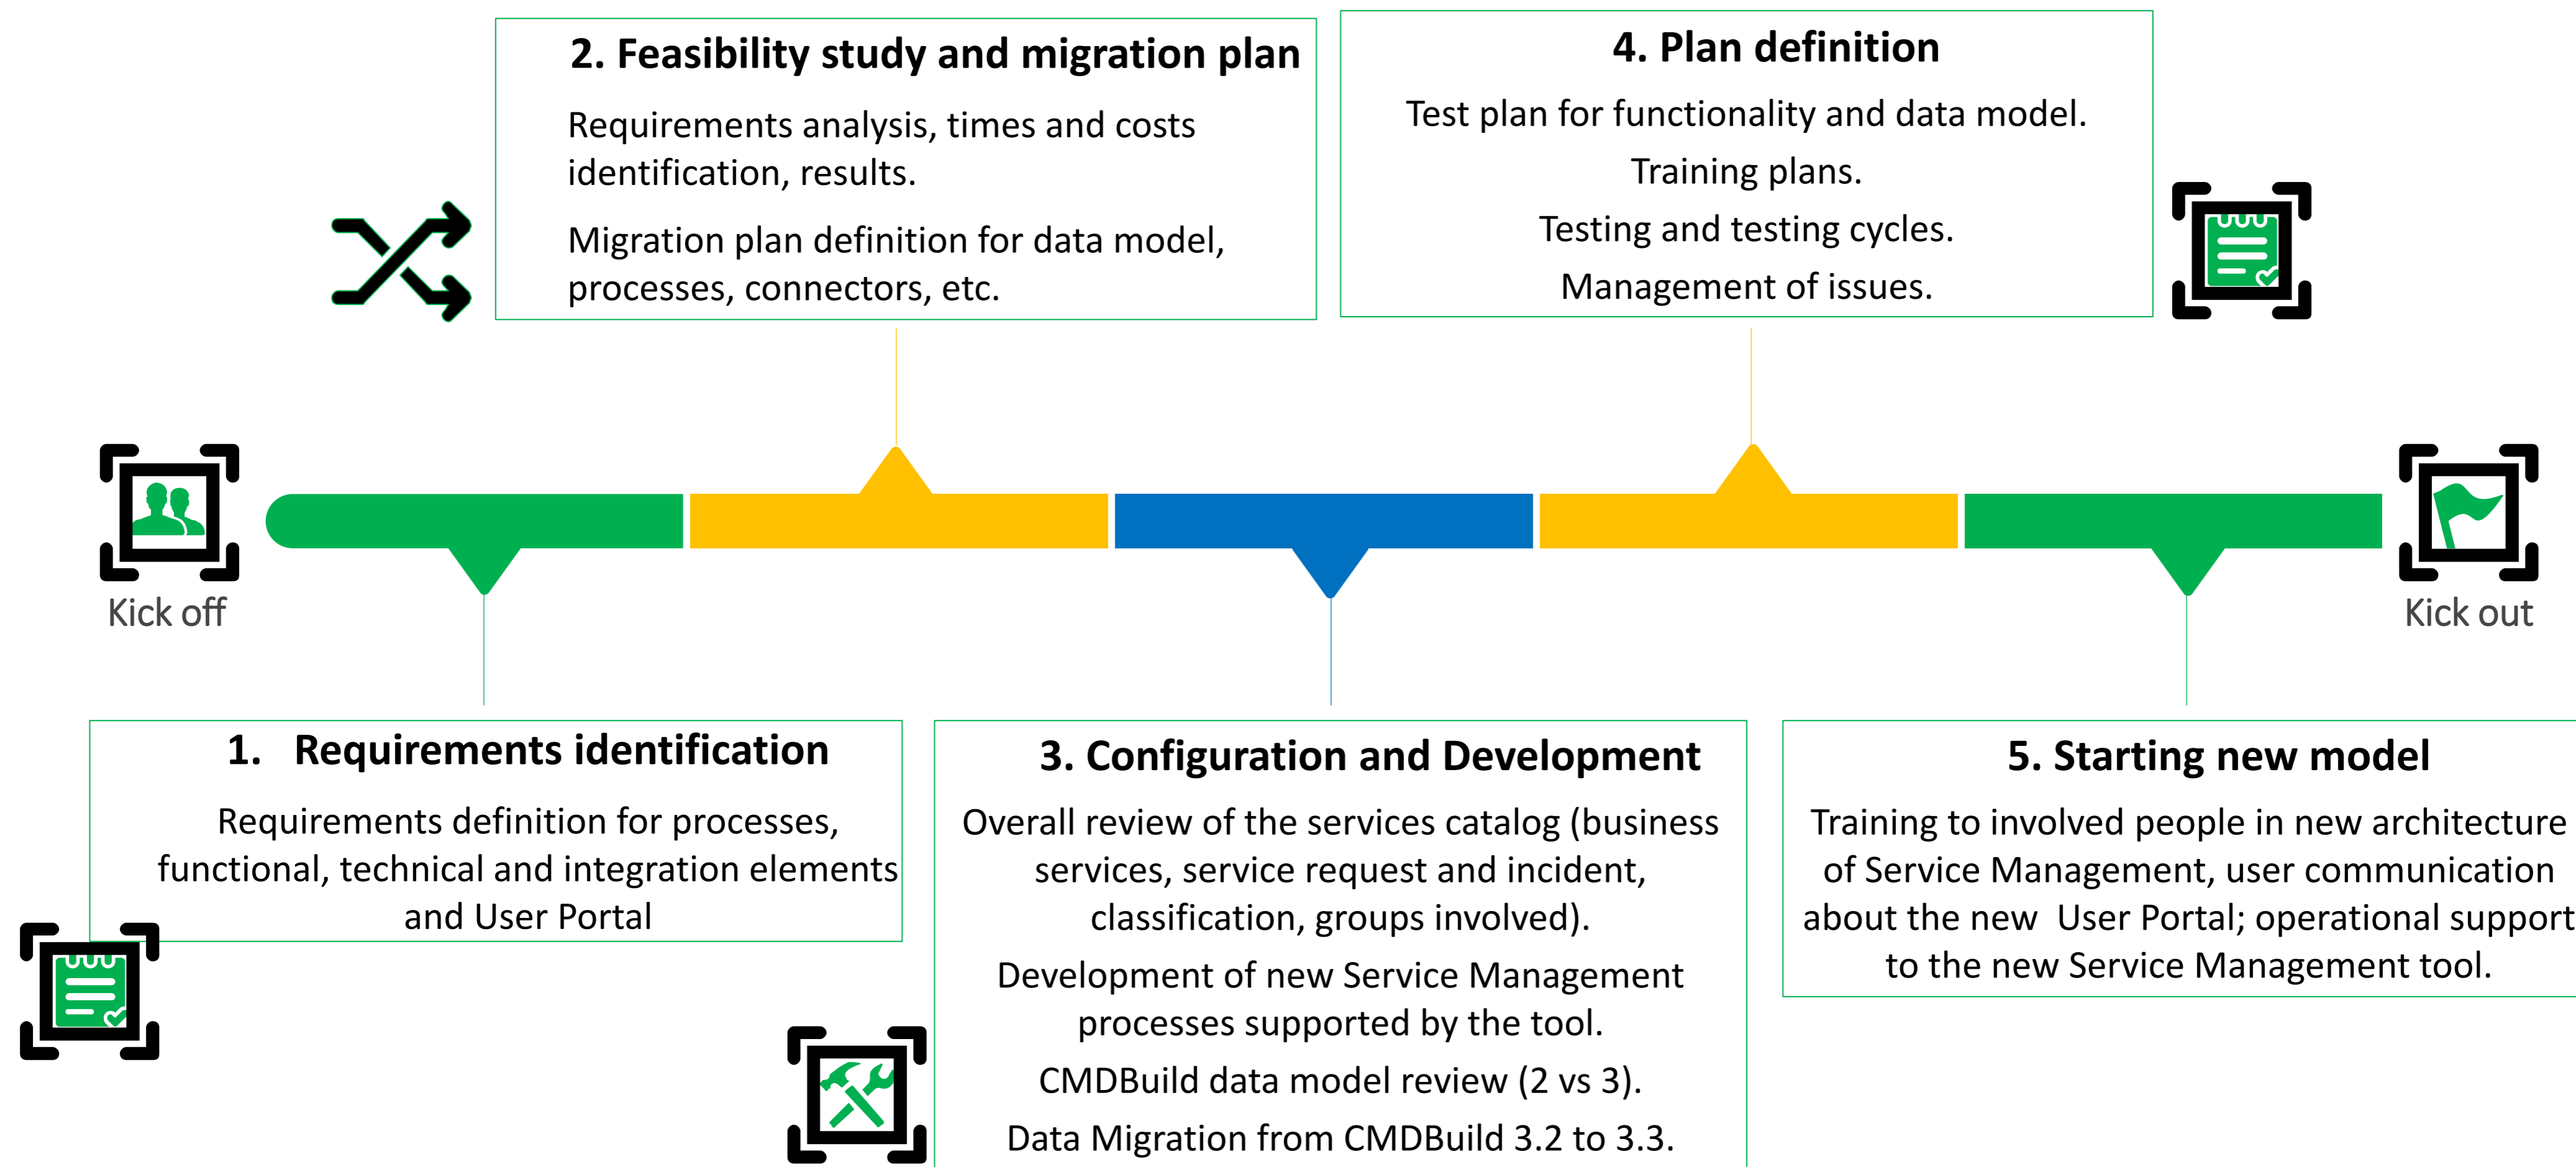 2. Feasibility study and migration plan
Requirements analysis, times and costs
identification, results.
Migration plan definition for data model,
processes, connectors, etc.
4. Plan definition
Test plan for functionality and data model.
Training plans.
Testing and testing cycles.
Management of issues.
Kick off
Kick out
1. Requirements identification
Requirements definition for processes,
functional, technical and integration elements
and User Portal
3. Configuration and Development
Overall review of the services catalog (business
services, service request and incident,
classification, groups involved).
Development of new Service Management
processes supported by the tool.
CMDBuild data model review (2 vs 3).
Data Migration from CMDBuild 3.2 to 3.3.
5. Starting new model
Training to involved people in new architecture
of Service Management, user communication
about the new  User Portal; operational support
to the new Service Management tool.